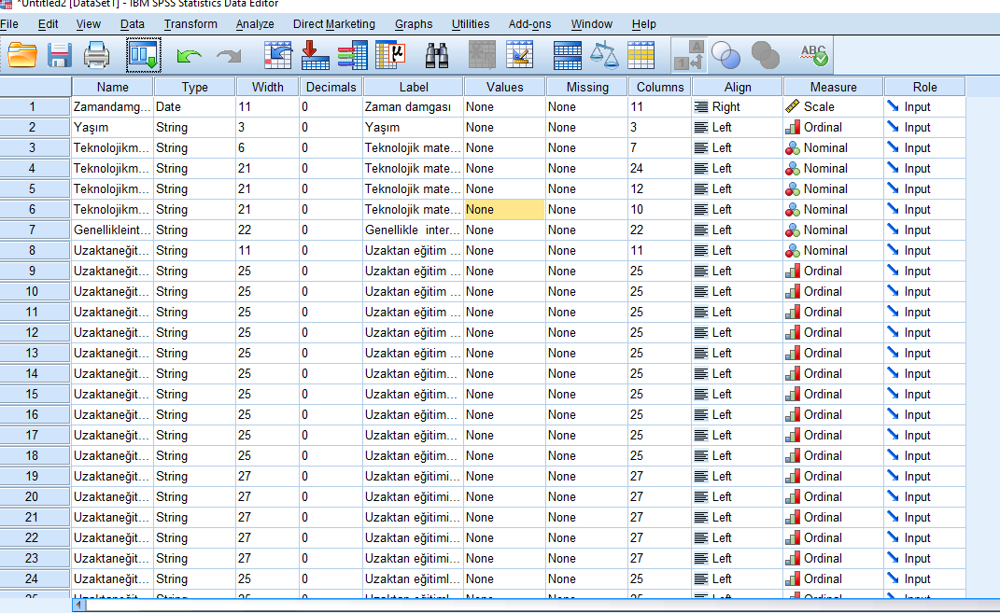 *Untitled2 [DataSet1] - IBM SPSS Statistics Data Editor
File Edit View Data Transform Analyze Direct Marketing Graphs Utilities Add-ons Window Help
A 1 ABC
Name Type Width Decimals Label Values Missing Columns Align Measure Role
1 Zamandamg... Date 11 0 Zaman damgası None None 11 Right Scale Input
2 Yaşım String 3 0 Yaşım None None 3 Left Ordinal Input
3 Teknolojikm... String 6 0 Teknolojik mate... None None 7 Left Nominal Input
4 Teknolojikm... String 21 0 Teknolojik mate... None None 24 Left Nominal Input
5 Teknolojikm... String 21 0 Teknolojik mate... None None 12 Left Nominal Input
6 Teknolojikm... String 21 0 Teknolojik mate... None None 10 Left Nominal Input
7 Genellikleint... String 22 0 Genellikle inter... None None 22 Left Nominal Input
8 Uzaktaneğit... String 11 0 Uzaktan eğitim ... None None 11 Left Nominal Input
9 Uzaktaneğit... String 25 0 Uzaktan eğitim ... None None 25 Left Ordinal Input
10 Uzaktaneğit... String 25 0 Uzaktan eğitim ... None None 25 Left Ordinal Input
11 Uzaktaneğit... String 25 0 Uzaktan eğitim ... None None 25 Left Ordinal Input
12 Uzaktaneğit... String 25 0 Uzaktan eğitim ... None None 25 Left Ordinal Input
13 Uzaktaneğit... String 25 0 Uzaktan eğitim ... None None 25 Left Ordinal Input
14 Uzaktaneğit... String 25 0 Uzaktan eğitim ... None None 25 Left Ordinal Input
15 Uzaktaneğit... String 25 0 Uzaktan eğitim ... None None 25 Left Ordinal Input
16 Uzaktaneğit... String 25 0 Uzaktan eğitim ... None None 25 Left Ordinal Input
17 Uzaktaneğit... String 25 0 Uzaktan eğitim... None None 25 Left Ordinal Input
18 Uzaktaneğit... String 25 0 Uzaktan eğitim... None None 25 Left Ordinal Input
19 Uzaktaneğit... String 27 0 Uzaktan eğitimi... None None 27 Left Ordinal Input
20 Uzaktaneğit... String 27 0 Uzaktan eğitimi... None None 27 Left Ordinal Input
21 Uzaktaneğit... String 27 0 Uzaktan eğitimi... None None 27 Left Ordinal Input
22 Uzaktaneğit... String 27 0 Uzaktan eğitimi... None None 27 Left Ordinal Input
23 Uzaktaneğit... String 27 0 Uzaktan eğitimi... None None 27 Left Ordinal Input
24 Uzaktaneğit... String 25 0 Uzaktan eğitiml... None None 25 Left Ordinal Input